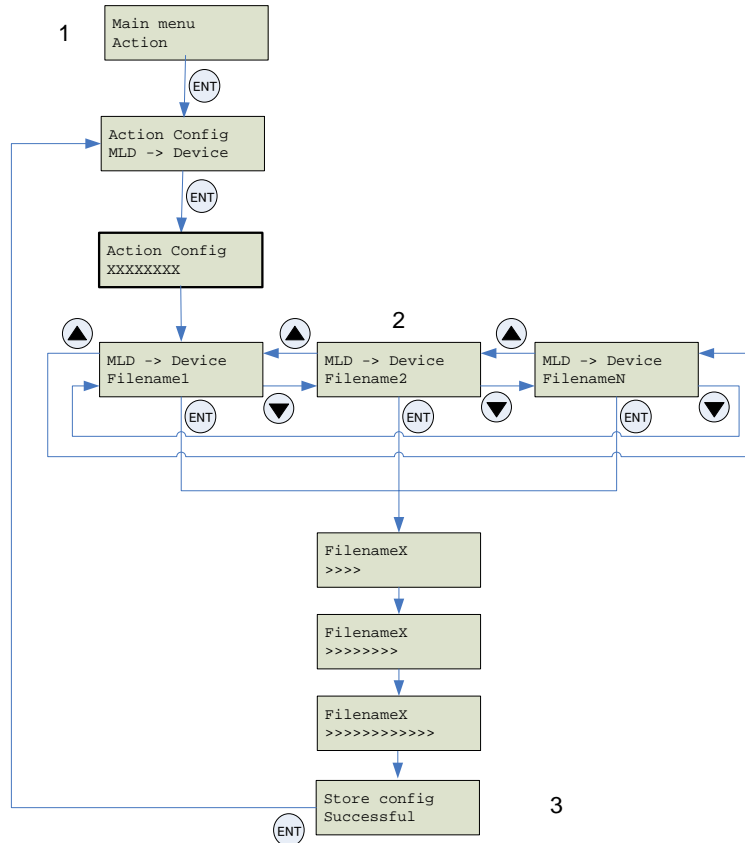 1
Main menu
Action
ENT
Action Config
MLD -> Device
ENT
Action Config
XXXXXXXX
2
MLD -> Device
Filename1
MLD -> Device
Filename2
MLD -> Device
FilenameN
ENT
ENT
ENT
FilenameX
>>>>
FilenameX
>>>>>>>>
FilenameX
>>>>>>>>>>>>
Store config
Successful
3
ENT